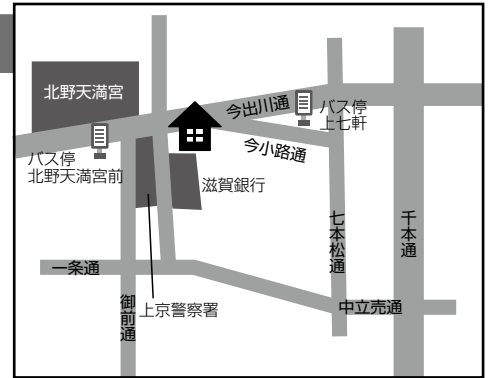 北野天満宮
今出川通
バス停
上七軒
バス停
北野天満宮前
今小路通
滋賀銀行
七本松通
千本通
一条通
御前通
上京警察署
中立売通